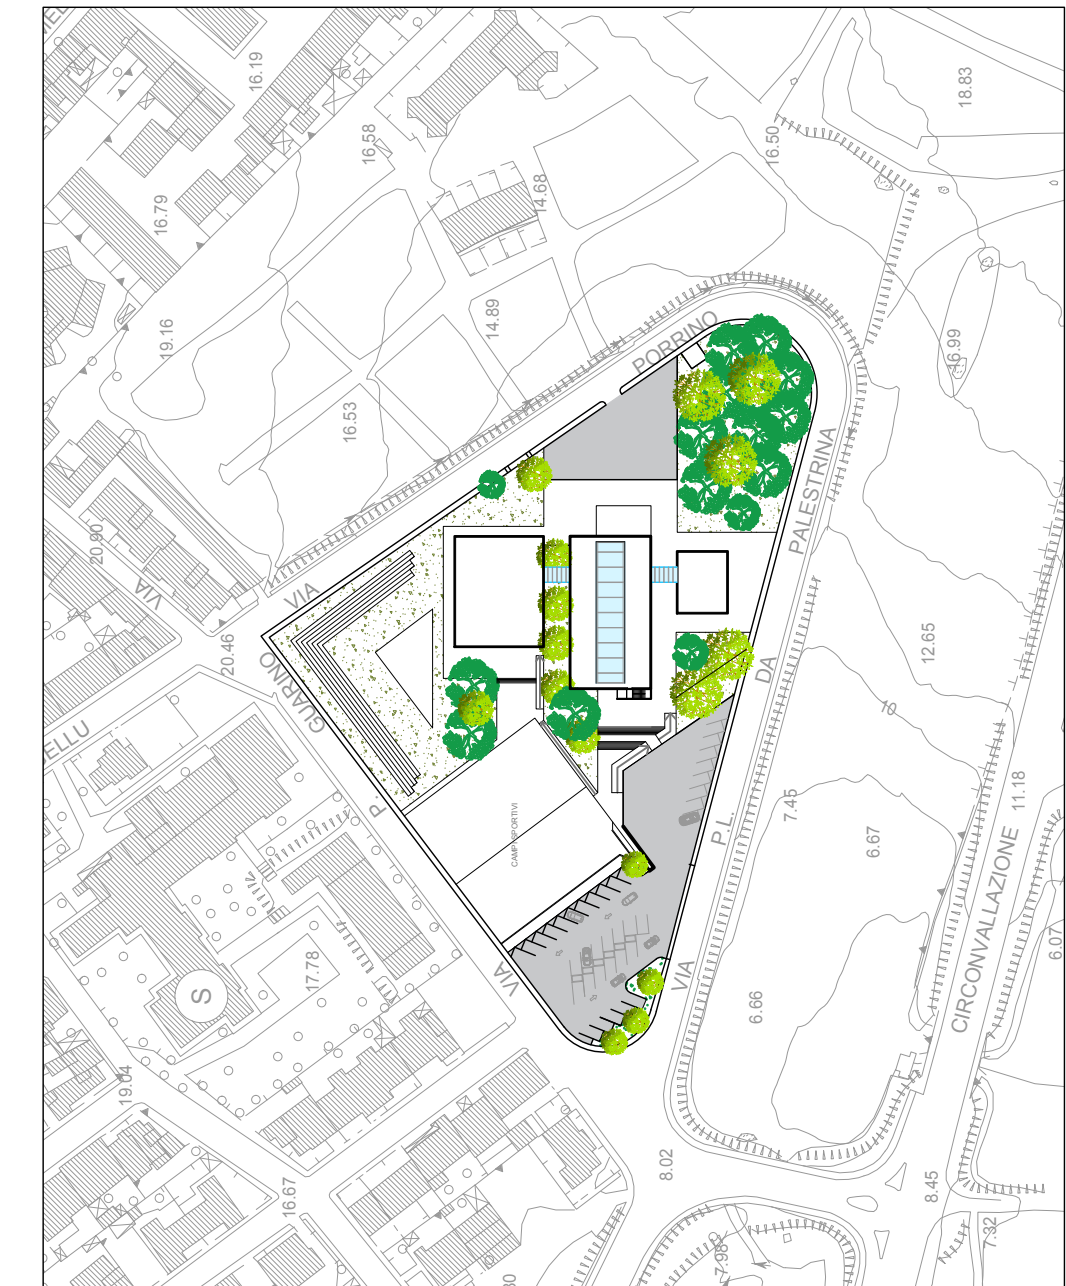 16.19
18.83
16.58
16.50
14.68
16.79
19.16
14.89
16.53
16.99
PORRINO
PALESTRINA
20.90
VIA
VIA
20.46
GUARINO
12.65
DA
10
7.45
11.18
P.
P.L.
CAMPI SPORTIVI
6.67
CIRCONVALLAZIONE
6.07
17.78
VIA
VIA
S
6.66
19.04
8.02
16.67
8.45
7.32
7.98